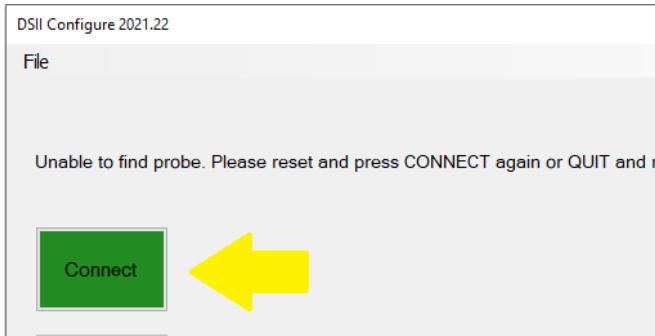 DSII Configure 2021.22
File
Unable to find probe. Please reset and press CONNECT again or QUIT and
Connect